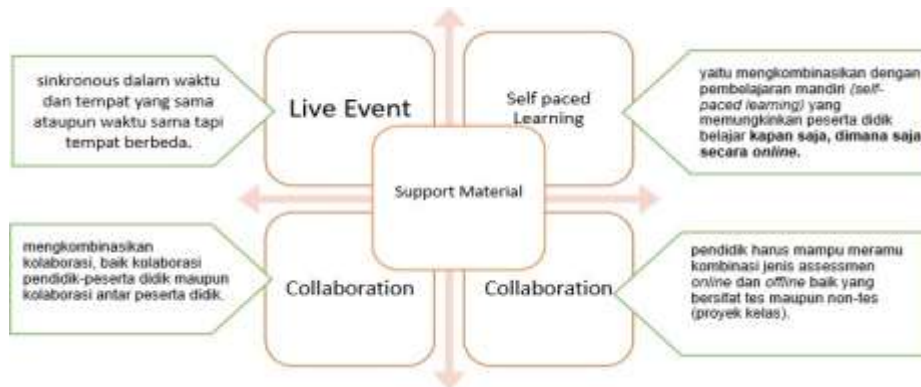 sinkronous dalam waktu
dan tempat yang sama
ataupun waktu sama tapi
tempat berbeda.
Live Event
Self paced
Learning
yaitu mengkombinasikan dengan
pembelajaran mandiri (self-
paced learning) yang
memungkinkan peserta didik
belajar kapan saja, dimana saja
secara online.
Support Material
mengkombinasikan
kolaborasi, baik kolaborasi
pendidik-peserta didik maupun
kolaborasi antar peserta didik.
Collaboration
Collaboration
pendidik harus mampu meramu
kombinasi jenis assessmen
online dan offline baik yang
bersifat tes maupun non-tes
(proyek kelas).